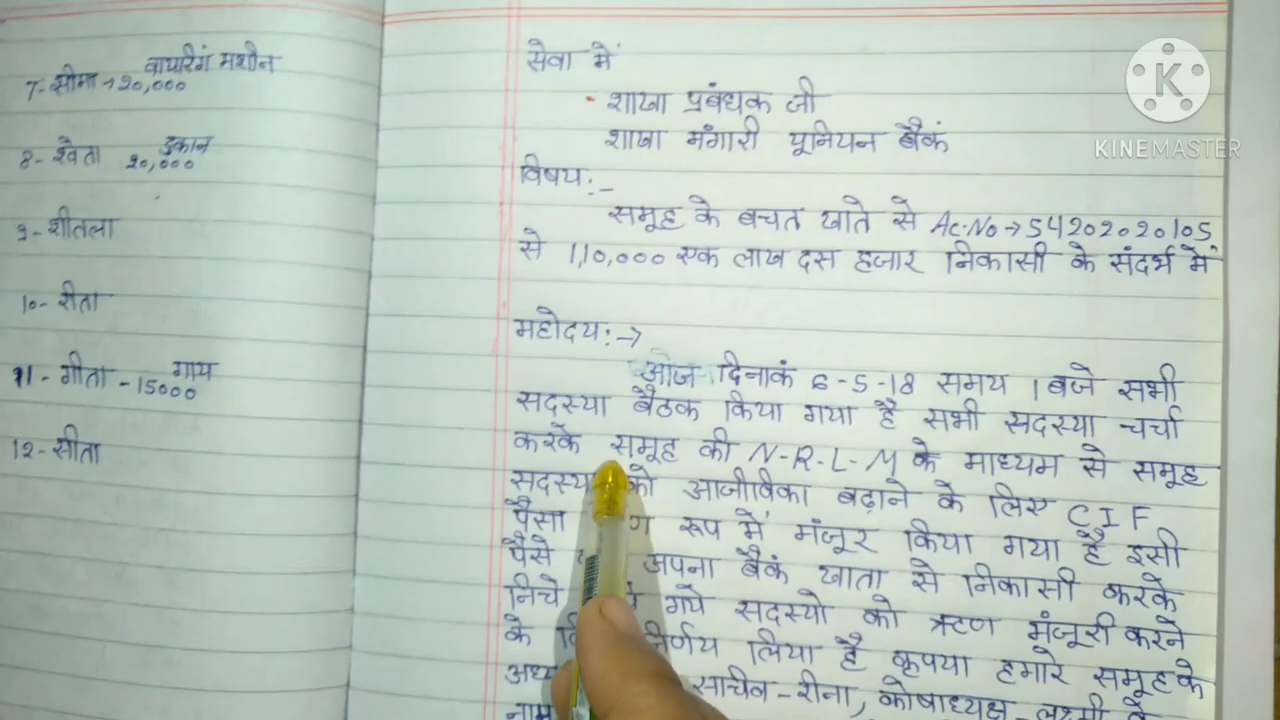 वायरिंग मशीन
7- सीमा → 20,000
दुकान
8- श्वेता 20,000
9- शीतला
10- रीता
गाय
11- गीता - 15000
12- सीता
सेवा में
शाखा प्रबंधक जी
शाखा मंगारी यूनियन बैंक
विषय:-
समूह के बचत खाते से Ac.No → 54202020105
से 1,10,000 एक लाख दस हजार निकासी के संदर्भ में
महोदय:→
आज दिनाकं 6-5-18 समय 1 बजे सभी
सदस्या बैठक किया गया है सभी सदस्या चर्चा
करके समूह की N-R-L-M के माध्यम से समूह
को आजीविका बढ़ाने के लिए CIF
पैसा रूप में मंजूर किया गया है इसी
पैसे अपना बैकं खाता से निकासी करके
निचे गये सदस्यो को ऋण मंजूरी करने
के लिया है कृपया हमारे समूह के
सचिव - रीना, कोषाध्यक्ष - लक्ष्मी के
नाम
K
KINEMASTER